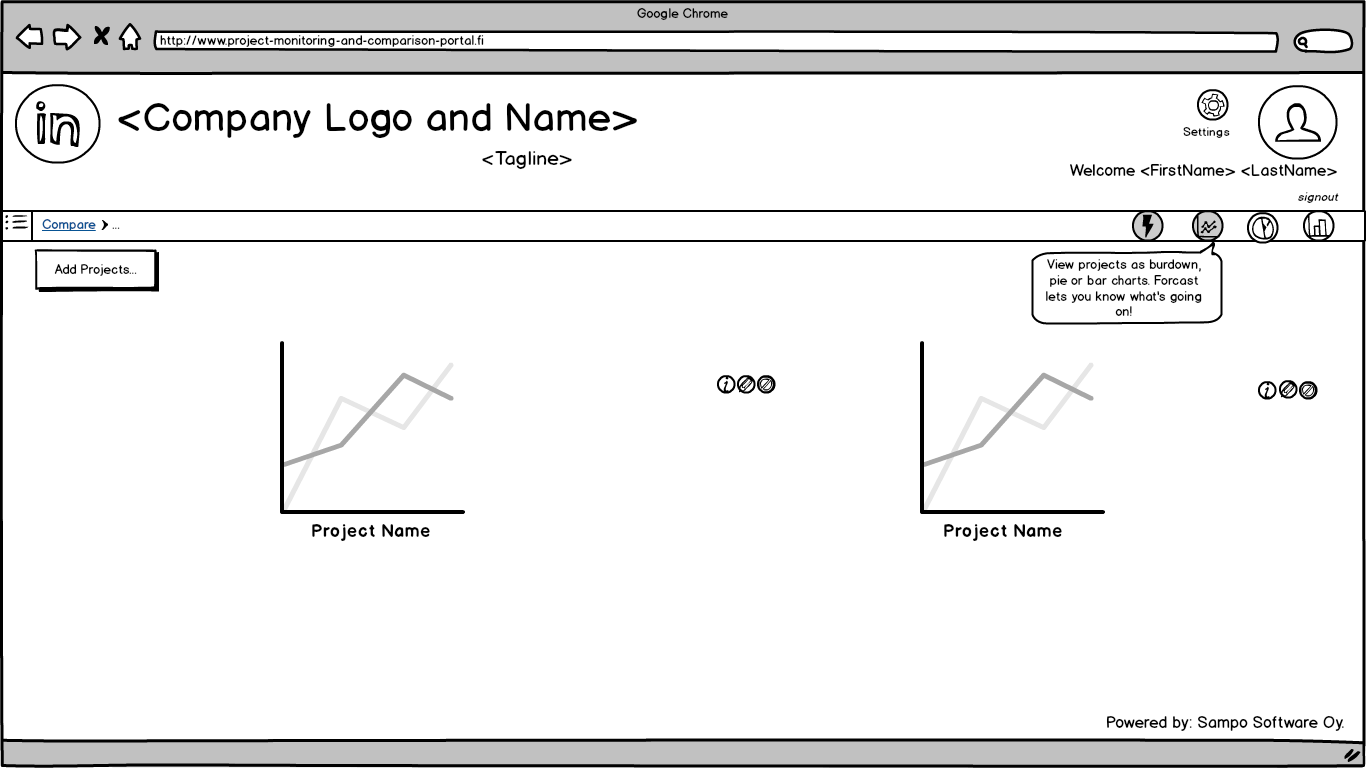 Google Chrome
http://www.project-monitoring-and-comparison-portal.fi
in
<Company Logo and Name>
<Tagline>
Settings
Welcome <FirstName> <LastName>
signout
Compare > ...
Add Projects...
View projects as burdown,
pie or bar charts. Forcast
lets you know what's going
on!
i
i
Project Name
Project Name
Powered by: Sampo Software Oy.